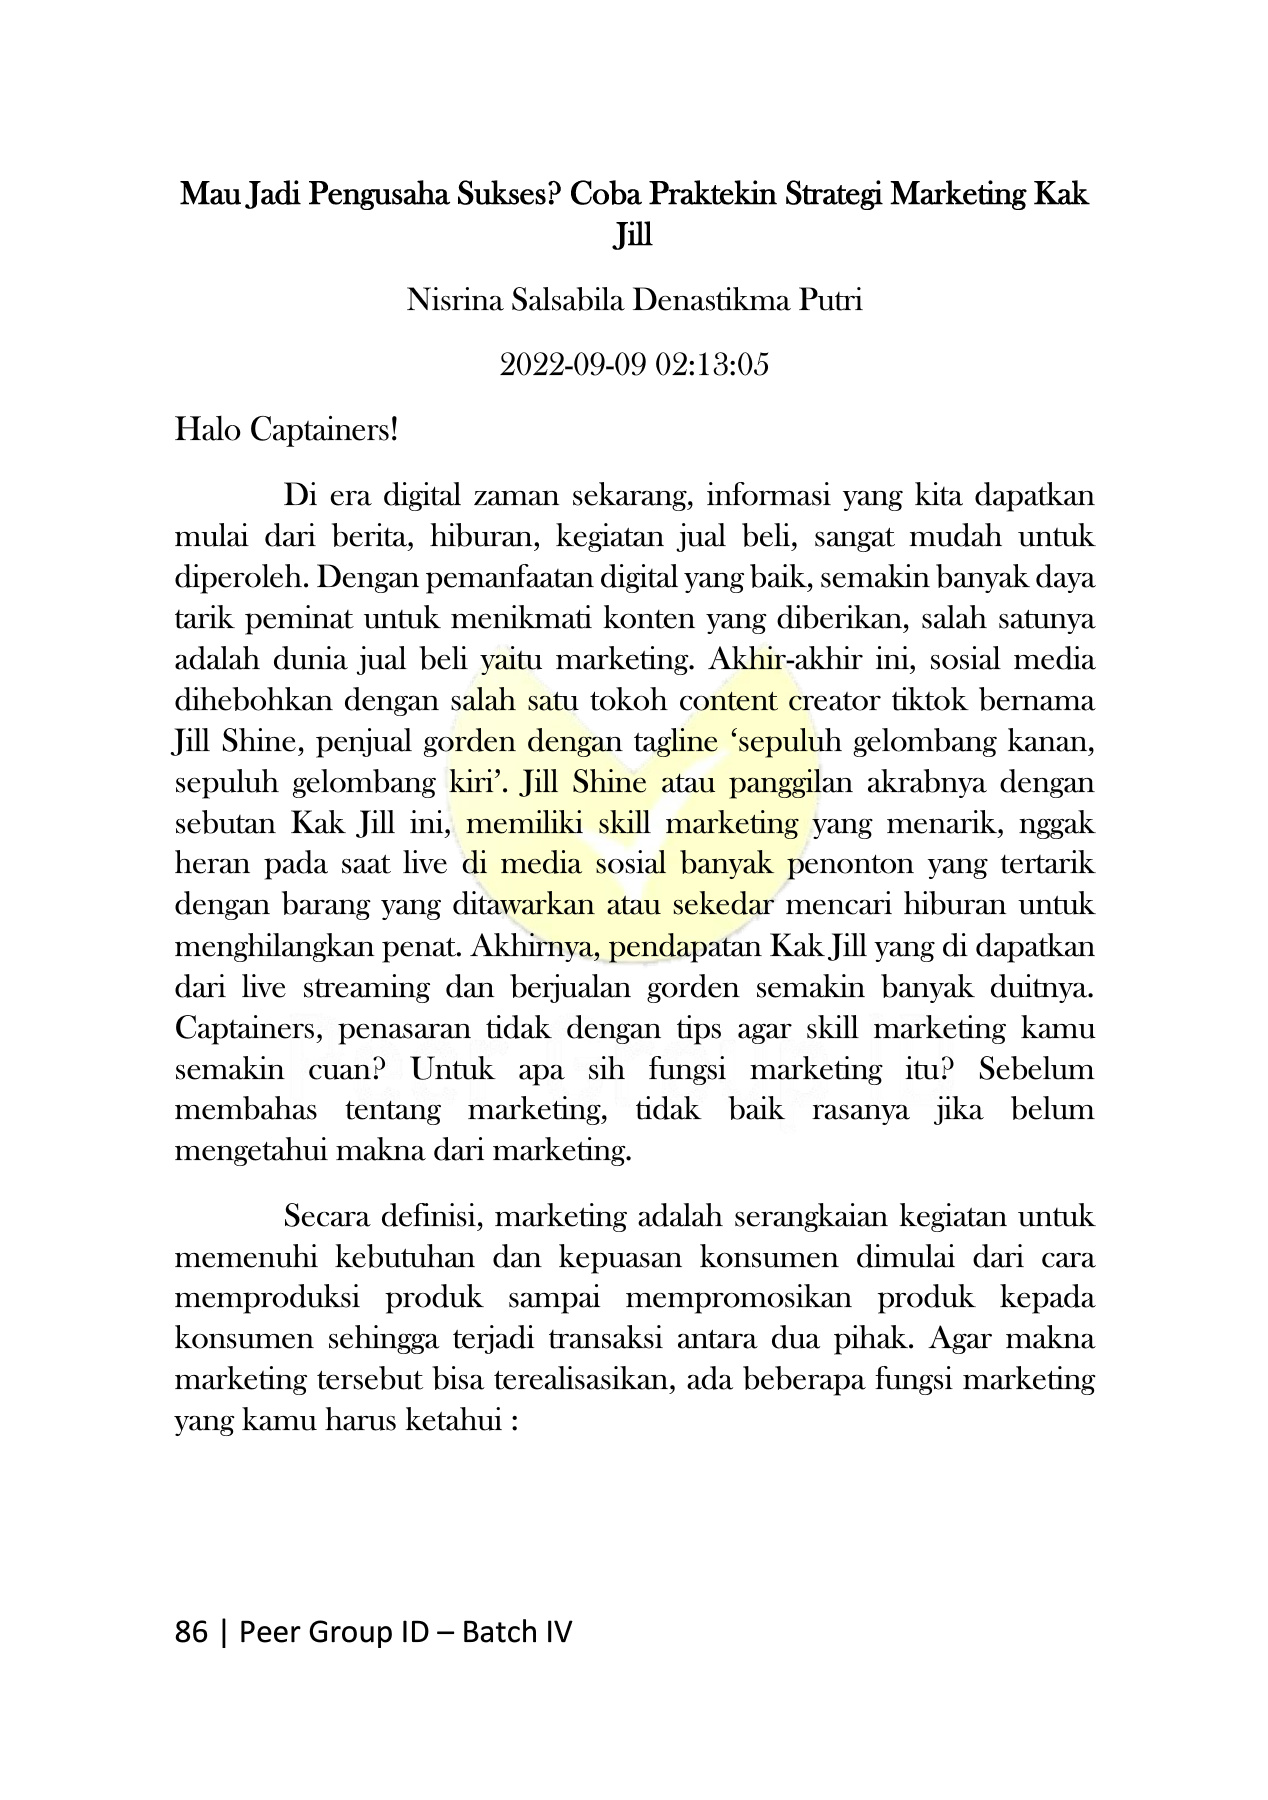 Mau Jadi Pengusaha Sukses? Coba Praktekin Strategi Marketing Kak
Jill
Nisrina Salsabila Denastikma Putri
2022-09-09 02:13:05
Halo Captainers!
Di era digital zaman sekarang, informasi yang kita dapatkan
mulai dari berita, hiburan, kegiatan jual beli, sangat mudah untuk
diperoleh. Dengan pemanfaatan digital yang baik, semakin banyak daya
tarik peminat untuk menikmati konten yang diberikan, salah satunya
adalah dunia jual beli yaitu marketing. Akhir-akhir ini, sosial media
dihebohkan dengan salah satu tokoh content creator tiktok bernama
Jill Shine, penjual gorden dengan tagline ‘sepuluh gelombang kanan,
sepuluh gelombang kiri’. Jill Shine atau panggilan akrabnya dengan
sebutan Kak Jill ini, memiliki skill marketing yang menarik, nggak
heran pada saat live di media sosial banyak penonton yang tertarik
dengan barang yang ditawarkan atau sekedar mencari hiburan untuk
menghilangkan penat. Akhirnya, pendapatan Kak Jill yang di dapatkan
dari live streaming dan berjualan gorden semakin banyak duitnya.
Captainers, penasaran tidak dengan tips agar skill marketing kamu
semakin cuan? Untuk apa sih fungsi marketing itu? Sebelum
membahas tentang marketing, tidak baik rasanya jika belum
mengetahui makna dari marketing.
Secara definisi, marketing adalah serangkaian kegiatan untuk
memenuhi kebutuhan dan kepuasan konsumen dimulai dari cara
memproduksi produk sampai mempromosikan produk kepada
konsumen sehingga terjadi transaksi antara dua pihak. Agar makna
marketing tersebut bisa terealisasikan, ada beberapa fungsi marketing
yang kamu harus ketahui :
86 | Peer Group ID – Batch IV